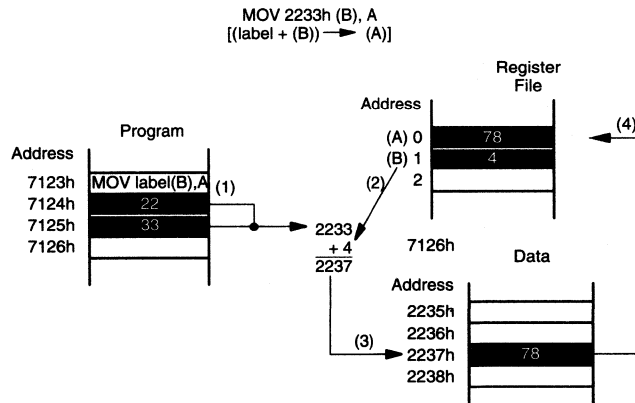 MOV 2233h (B), A
[(label + (B)) → (A)]
Register
File
Address
(A) 0 78 (4)
(B) 1 4
2
(2)
Program
Address
7123h MOV label(B),A (1)
7124h 22
7125h 33
7126h
2233
+ 4
2237
7126h
Data
Address
2235h
2236h
(3) 2237h 78
2238h